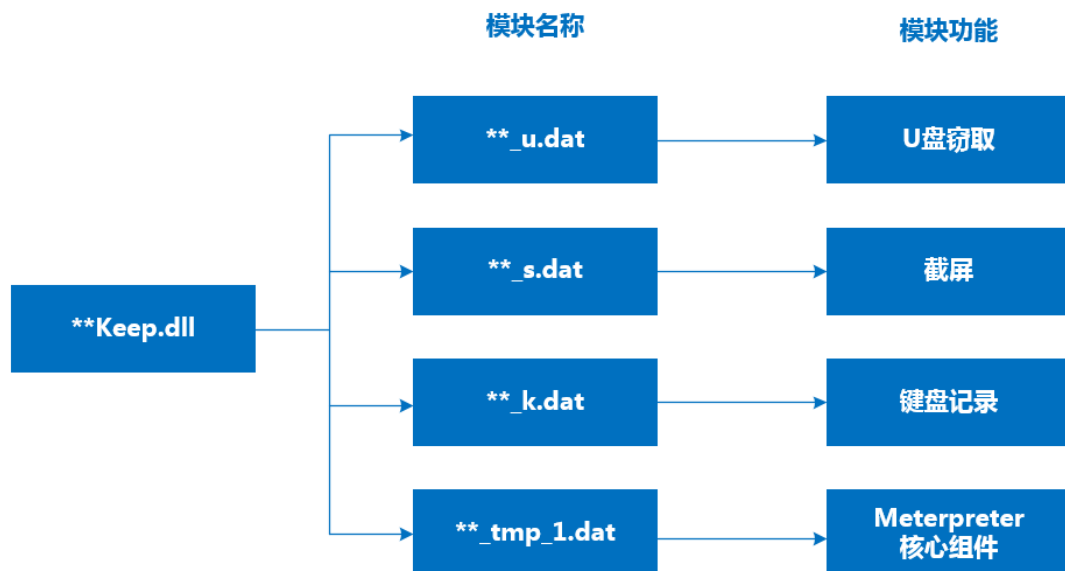 模块名称
模块功能
**_u.dat
U盘窃取
**_s.dat
截屏
**Keep.dll
**_k.dat
键盘记录
**_tmp_1.dat
Meterpreter
核心组件